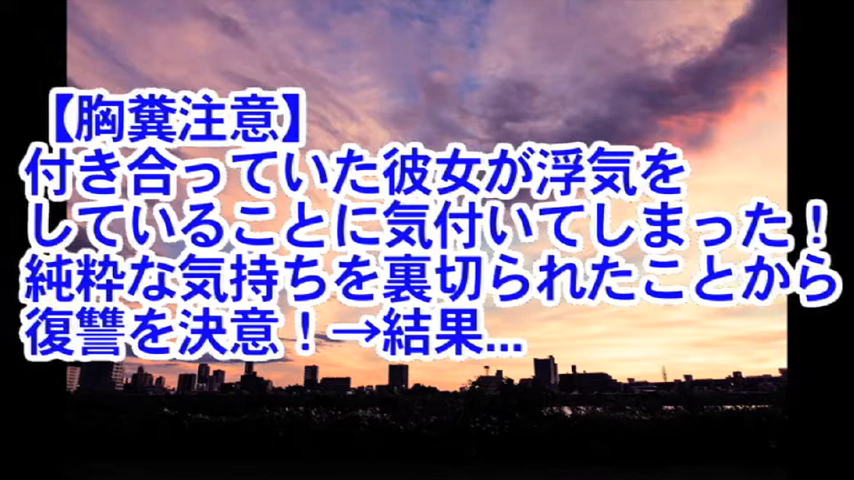 【胸糞注意】
付き合っていた彼女が浮気を
していることに気付いてしまった！
純粋な気持ちを裏切られたことから
復讐を決意！→結果…